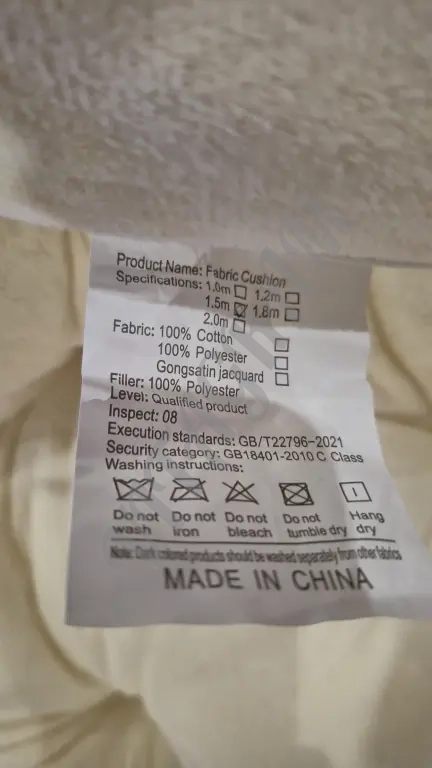 Product Name: Fabric Cushion
Specifications: 1.0m □ 1.2m □
1.5m ☑ 1.8m □
2.0m □
Fabric: 100% Cotton □
100% Polyester □
Gongsatin jacquard □
Filler: 100% Polyester
Level: Qualified product
Inspect: 08
Execution standards: GB/T22796-2021
Security category: GB18401-2010 C Class
Washing instructions:
Do not wash Do not iron Do not bleach Do not tumble dry Hang dry
Note: Dark colored products should be washed separately from other fabrics
MADE IN CHINA